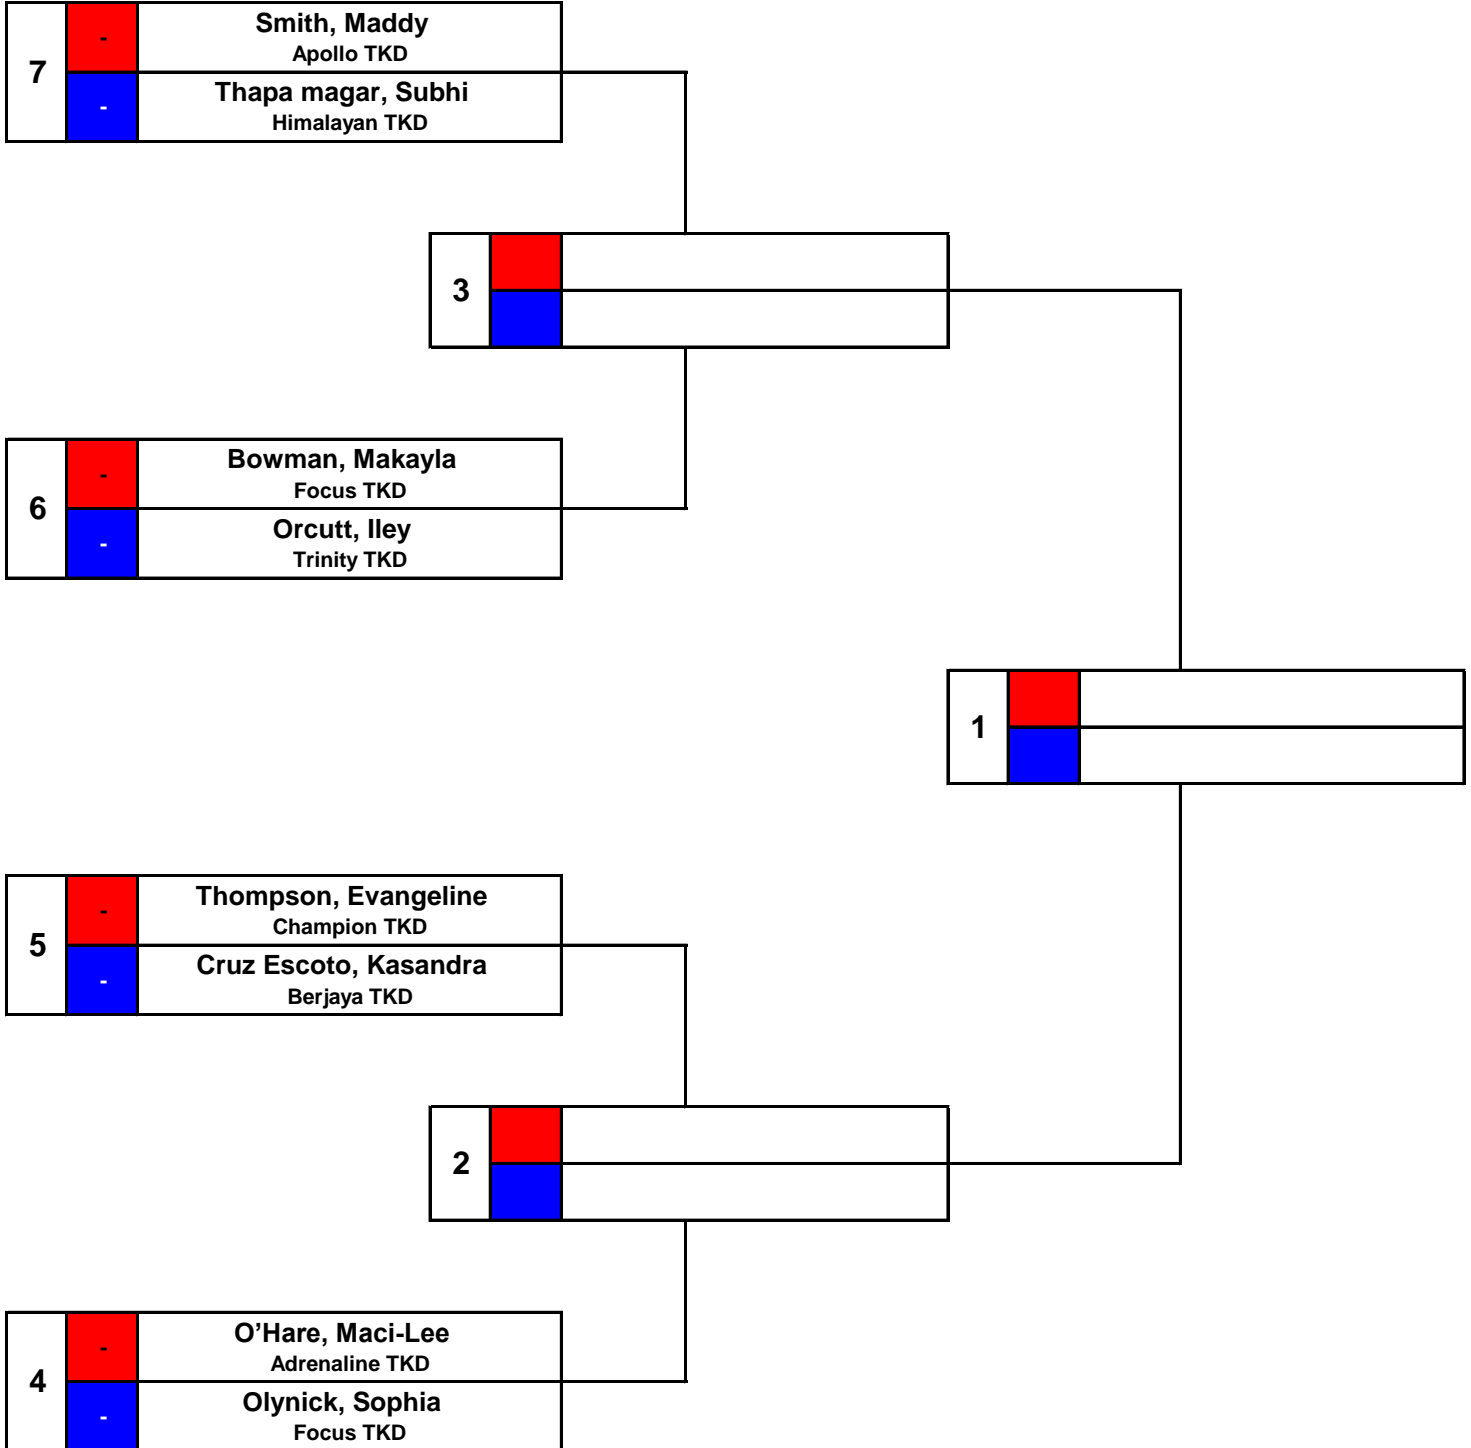 7
-
Smith, Maddy
Apollo TKD
-
Thapa magar, Subhi
Himalayan TKD
3
6
-
Bowman, Makayla
Focus TKD
-
Orcutt, Iley
Trinity TKD
1
5
-
Thompson, Evangeline
Champion TKD
-
Cruz Escoto, Kasandra
Berjaya TKD
2
4
-
O’Hare, Maci-Lee
Adrenaline TKD
-
Olynick, Sophia
Focus TKD